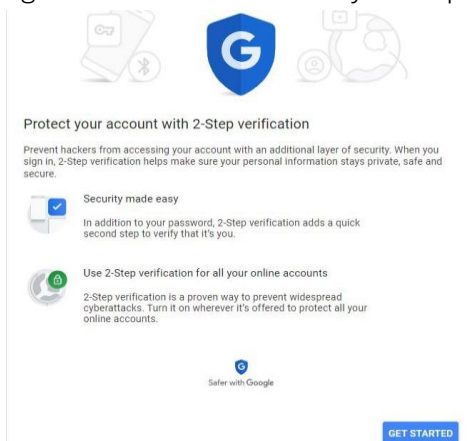 Protect your account with 2-Step verification
Prevent hackers from accessing your account with an additional layer of security. When you
sign in, 2-Step verification helps make sure your personal information stays private, safe and
secure.
Security made easy
In addition to your password, 2-Step verification adds a quick
second step to verify that it's you.
Use 2-Step verification for all your online accounts
2-Step verification is a proven way to prevent widespread
cyberattacks. Turn it on wherever it's offered to protect all your
online accounts.
Safer with Google
GET STARTED